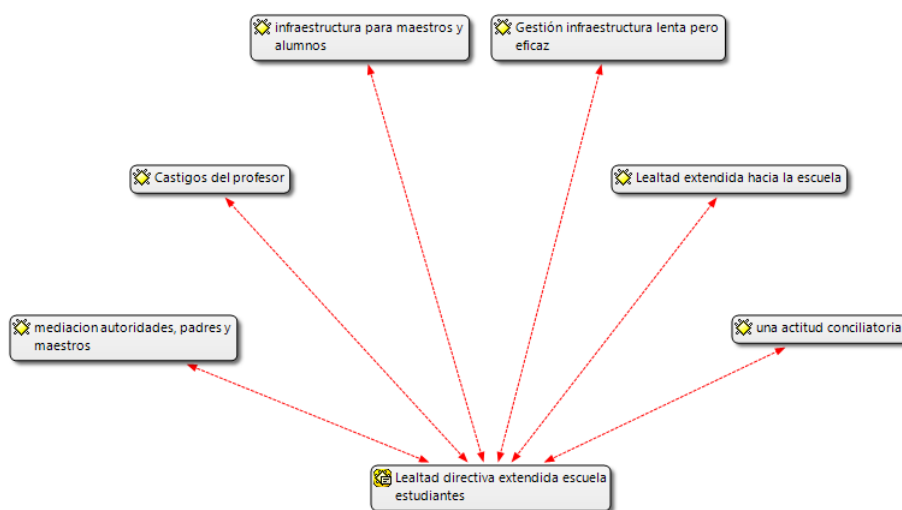 infraestructura para maestros y
alumnos
Gestión infraestructura lenta pero
eficaz
Castigos del profesor
Lealtad extendida hacia la escuela
mediacion autoridades, padres y
maestros
una actitud conciliatoria
Lealtad directiva extendida escuela
estudiantes